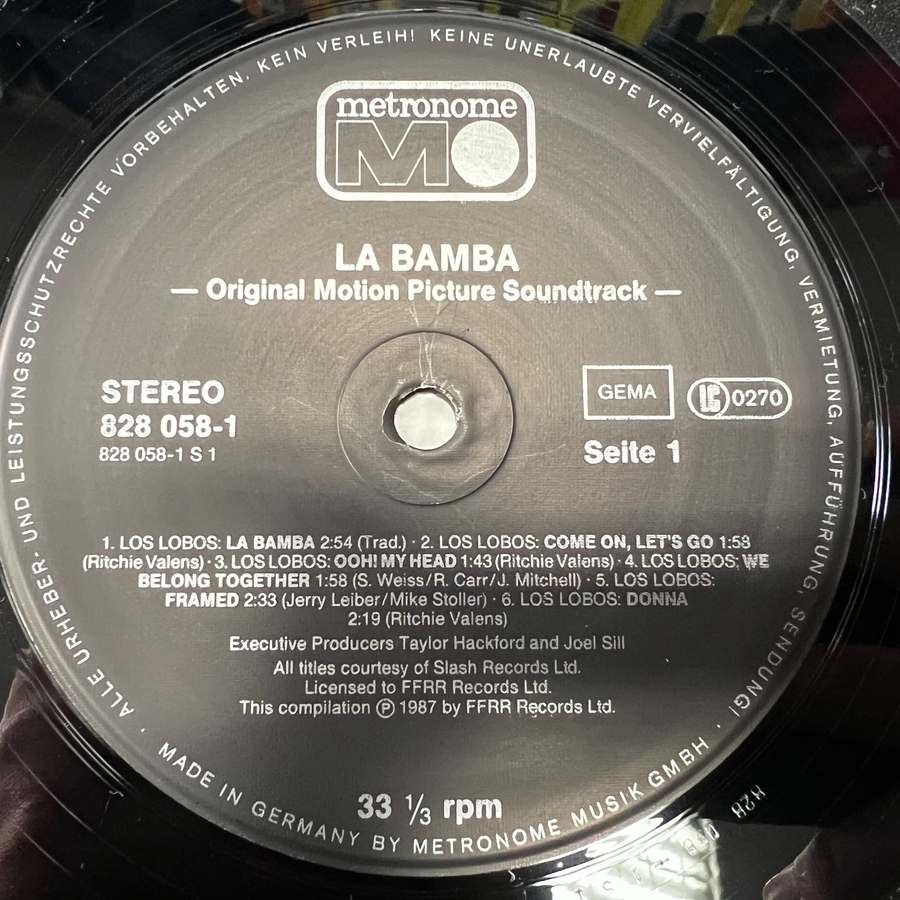 ALLE URHEBER- UND LEISTUNGSSCHUTZRECHTE VORBEHALTEN. KEIN VERLEIH! KEINE UNERLAUBTE VERVIELFÄLTIGUNG, VERMIETUNG, AUFFÜHRUNG, SENDUNG!
metronome
MO
LA BAMBA
— Original Motion Picture Soundtrack —
STEREO
828 058-1
828 058-1 S 1
GEMA
LC 0270
Seite 1
1. LOS LOBOS: LA BAMBA 2:54 (Trad.) · 2. LOS LOBOS: COME ON, LET'S GO 1:58
(Ritchie Valens) · 3. LOS LOBOS: OOH! MY HEAD 1:43 (Ritchie Valens) · 4. LOS LOBOS: WE
BELONG TOGETHER 1:58 (S. Weiss/R. Carr/J. Mitchell) · 5. LOS LOBOS:
FRAMED 2:33 (Jerry Leiber/Mike Stoller) · 6. LOS LOBOS: DONNA
2:19 (Ritchie Valens)
Executive Producers Taylor Hackford and Joel Sill
All titles courtesy of Slash Records Ltd.
Licensed to FFRR Records Ltd.
This compilation ℗ 1987 by FFRR Records Ltd.
33 1/3 rpm
· MADE IN GERMANY BY METRONOME MUSIK GMBH ·